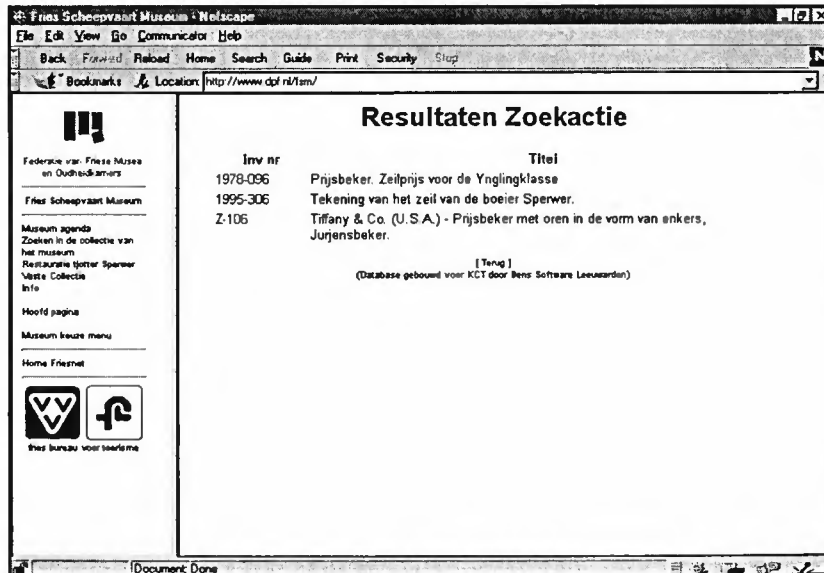 Fries Scheepvaart Museum - Netscape
File Edit View Go Communicator Help
Back Forward Reload Home Search Guide Print Security Stop
Bookmarks Location: http://www.dpf.nl/fsm/
Federatie van Friese Musea
en Oudheidkamers
Fries Scheepvaart Museum
Museum agenda
Zoeken in de collectie van
het museum
Restauratie tjotter Sperwer
Vaste Collectie
Info
Hoofd pagina
Museum keuze menu
Home Friesnet
fries bureau voor toerisme
Resultaten Zoekactie
Inv nr Titel
1978-096 Prijsbeker. Zeilprijs voor de Ynglingklasse
1995-306 Tekening van het zeil van de boeier Sperwer.
Z-106 Tiffany & Co. (U.S.A.) - Prijsbeker met oren in de vorm van enkers,
Jurjensbeker.
[ Terug ]
(Database gebouwd voor KCT door Bens Software Leeuwarden)
Document: Done